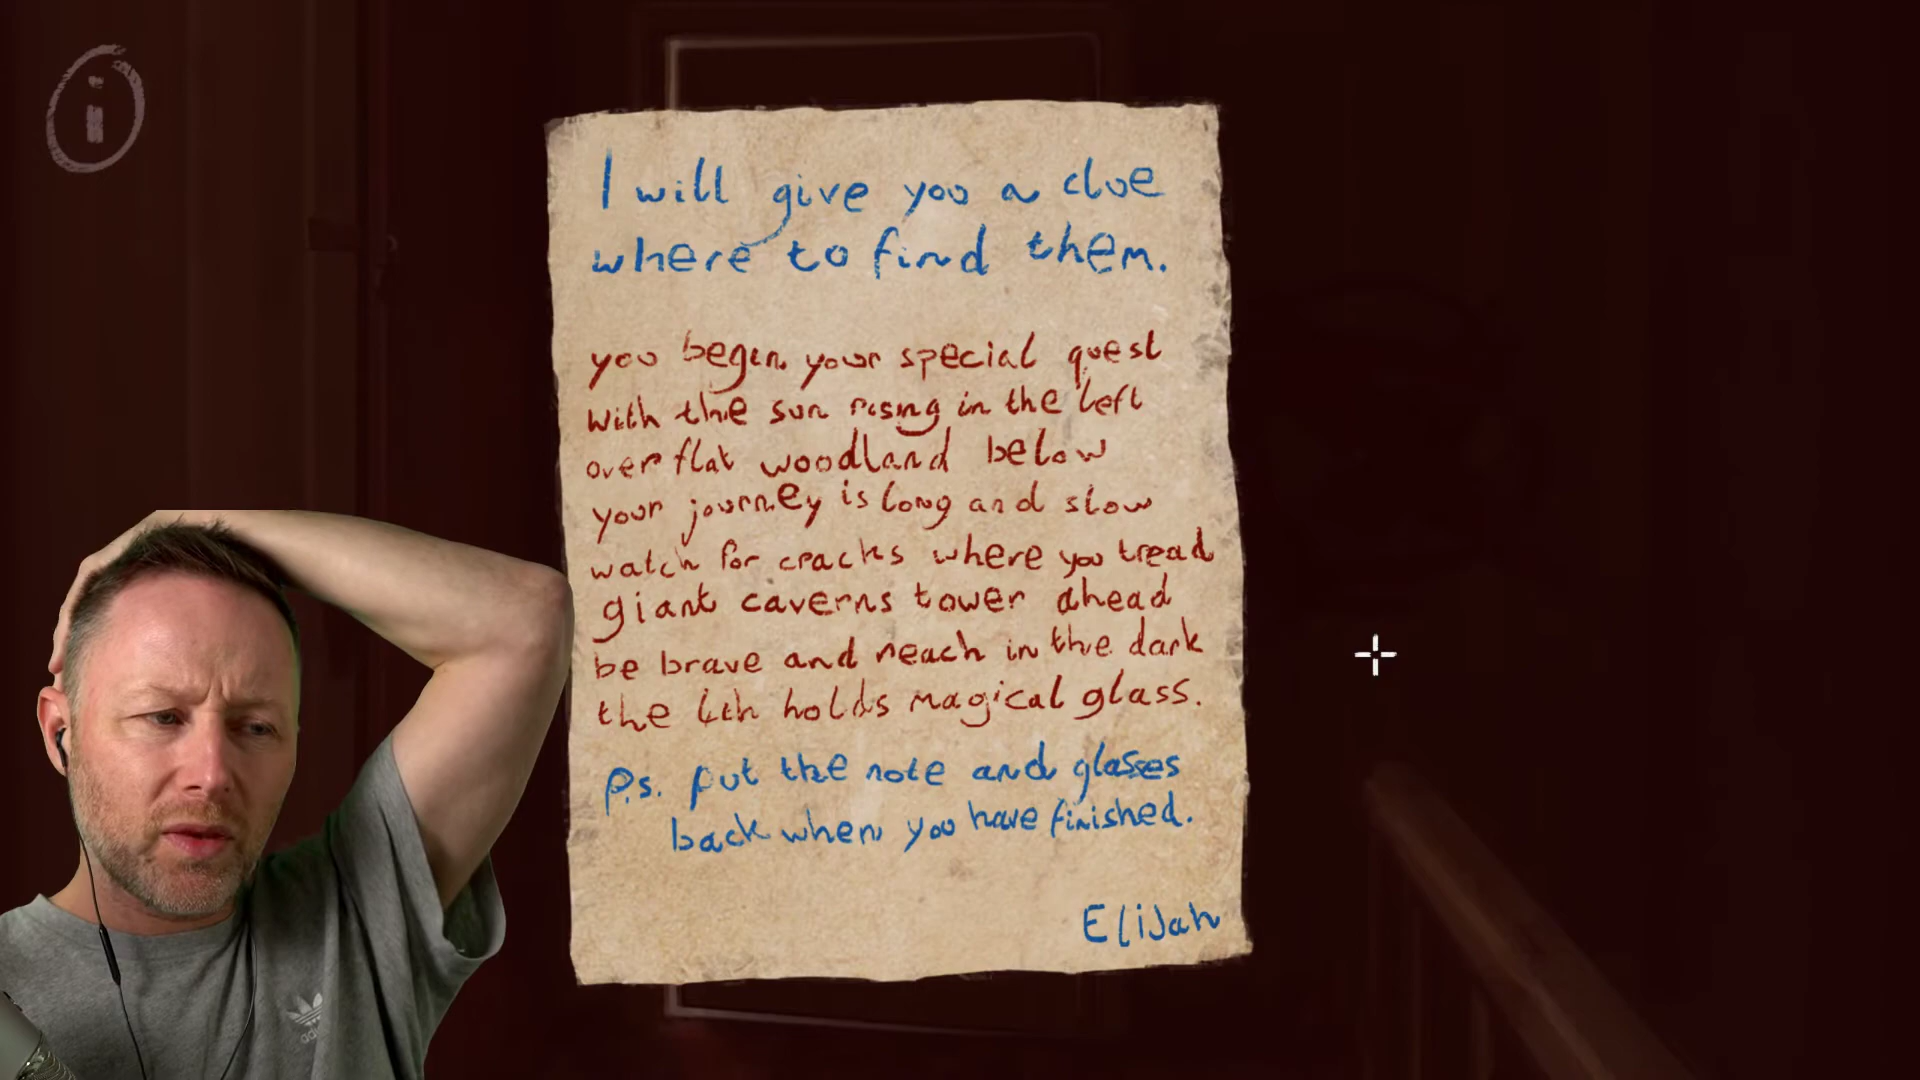 I will give you a clue
where to find them.
you begin your special quest
with the sun rising in the left
over flat woodland below
your journey is long and slow
watch for cracks where you tread
giant caverns tower ahead
be brave and reach in the dark
the 4th holds magical glass.
P.s. put the note and glasses
back when you have finished.
Elijah